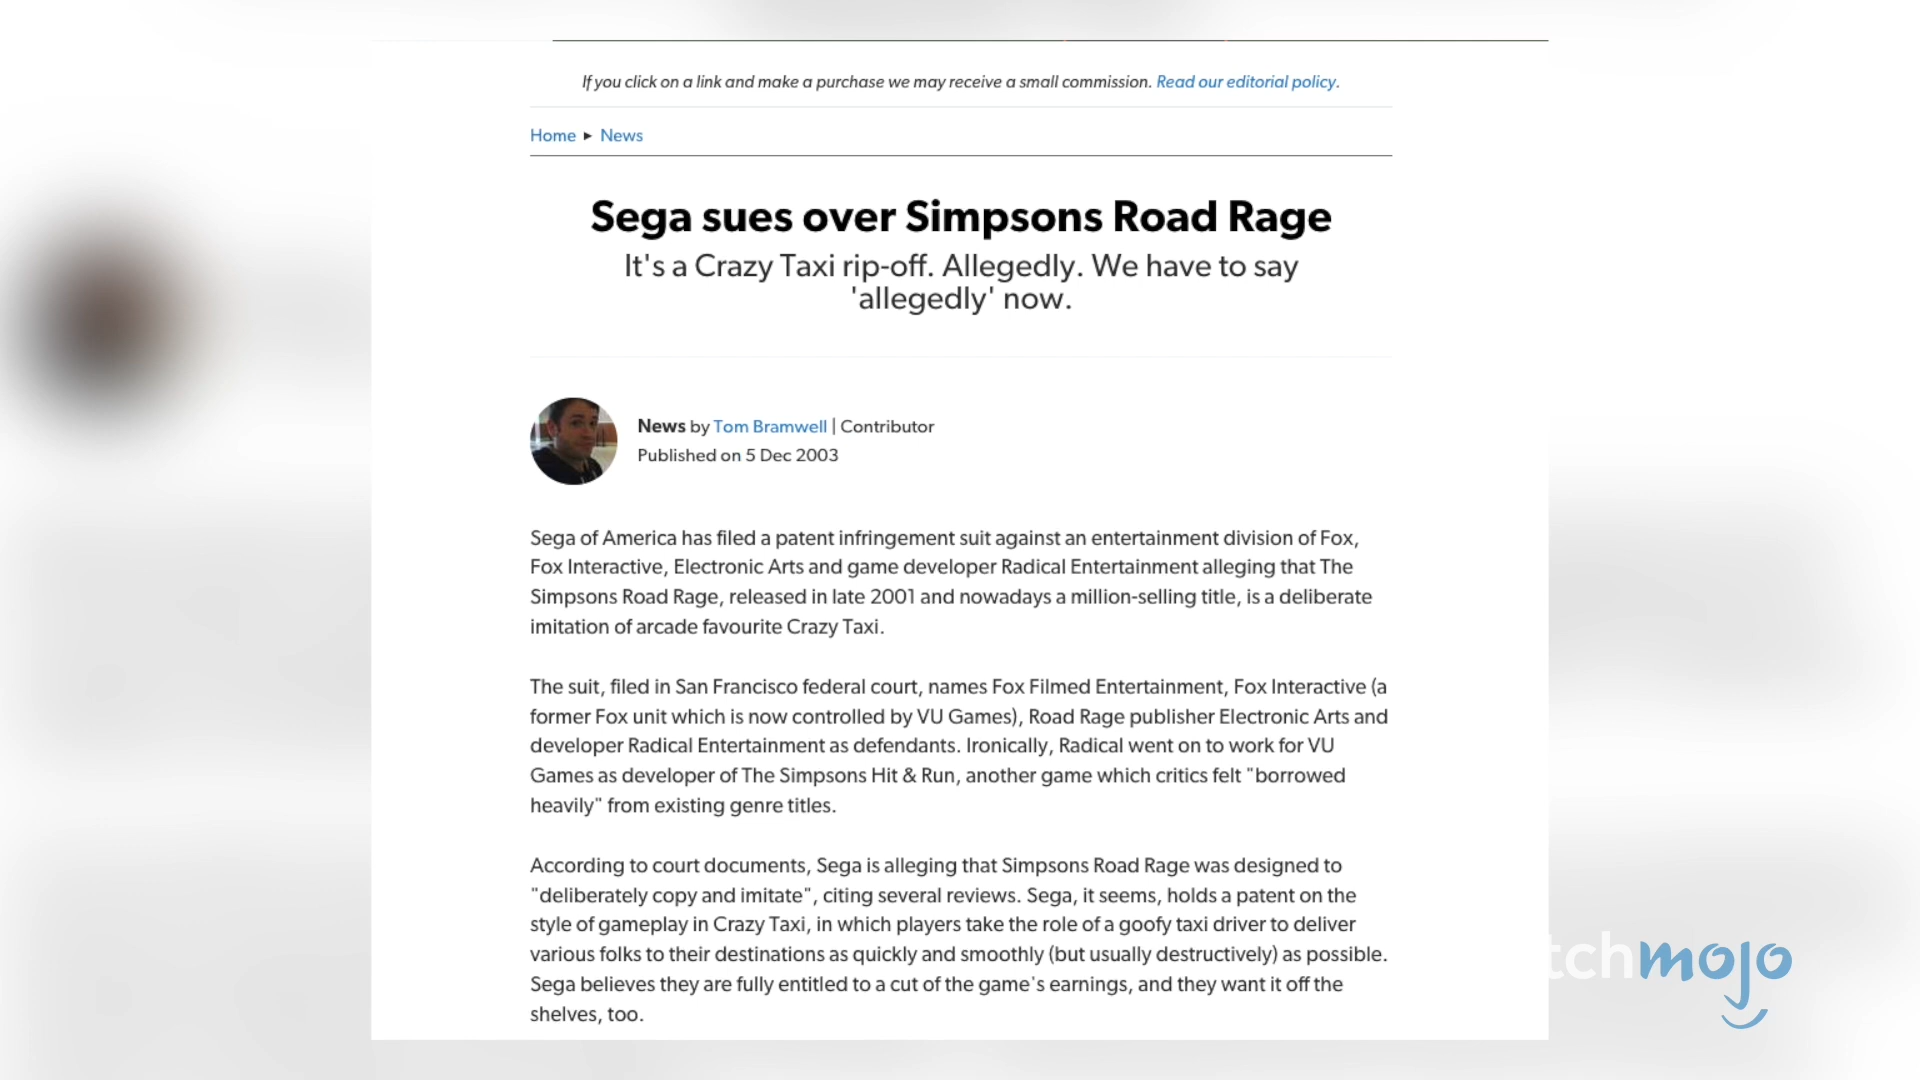 If you click on a link and make a purchase we may receive a small commission. Read our editorial policy.
Home ▸ News
Sega sues over Simpsons Road Rage
It's a Crazy Taxi rip-off. Allegedly. We have to say
'allegedly' now.
News by Tom Bramwell | Contributor
Published on 5 Dec 2003
Sega of America has filed a patent infringement suit against an entertainment division of Fox,
Fox Interactive, Electronic Arts and game developer Radical Entertainment alleging that The
Simpsons Road Rage, released in late 2001 and nowadays a million-selling title, is a deliberate
imitation of arcade favourite Crazy Taxi.
The suit, filed in San Francisco federal court, names Fox Filmed Entertainment, Fox Interactive (a
former Fox unit which is now controlled by VU Games), Road Rage publisher Electronic Arts and
developer Radical Entertainment as defendants. Ironically, Radical went on to work for VU
Games as developer of The Simpsons Hit & Run, another game which critics felt "borrowed
heavily" from existing genre titles.
According to court documents, Sega is alleging that Simpsons Road Rage was designed to
"deliberately copy and imitate", citing several reviews. Sega, it seems, holds a patent on the
style of gameplay in Crazy Taxi, in which players take the role of a goofy taxi driver to deliver
various folks to their destinations as quickly and smoothly (but usually destructively) as possible.
Sega believes they are fully entitled to a cut of the game's earnings, and they want it off the
shelves, too.
tchmojo